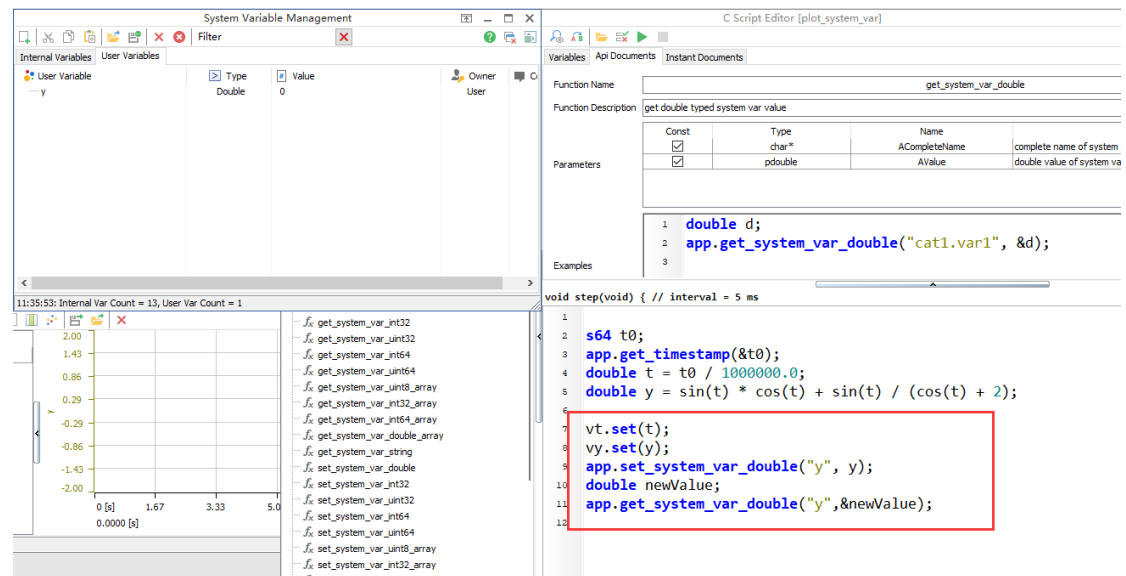 System Variable Management
Filter
Internal Variables User Variables
User Variable Type Value Owner
y Double 0 User
11:35:53: Internal Var Count = 13, User Var Count = 1
2.00
1.43
0.86
0.29
-0.29
-0.86
-1.43
-2.00
y
0 [s] 1.67 3.33 5.0
0.0000 [s]
get_system_var_int32
get_system_var_uint32
get_system_var_int64
get_system_var_uint64
get_system_var_uint8_array
get_system_var_int32_array
get_system_var_int64_array
get_system_var_double_array
get_system_var_string
set_system_var_double
set_system_var_int32
set_system_var_uint32
set_system_var_int64
set_system_var_uint64
set_system_var_uint8_array
set_system_var_int32_array
C Script Editor [plot_system_var]
Variables Api Documents Instant Documents
Function Name get_system_var_double
Function Description get double typed system var value
Parameters
Const Type Name
char* ACompleteName complete name of system
pdouble AValue double value of system va
Examples
1 double d;
2 app.get_system_var_double("cat1.var1", &d);
3
void step(void) { // interval = 5 ms
1
2 s64 t0;
3 app.get_timestamp(&t0);
4 double t = t0 / 1000000.0;
5 double y = sin(t) * cos(t) + sin(t) / (cos(t) + 2);
6
7 vt.set(t);
8 vy.set(y);
9 app.set_system_var_double("y", y);
10 double newValue;
11 app.get_system_var_double("y",&newValue);
12